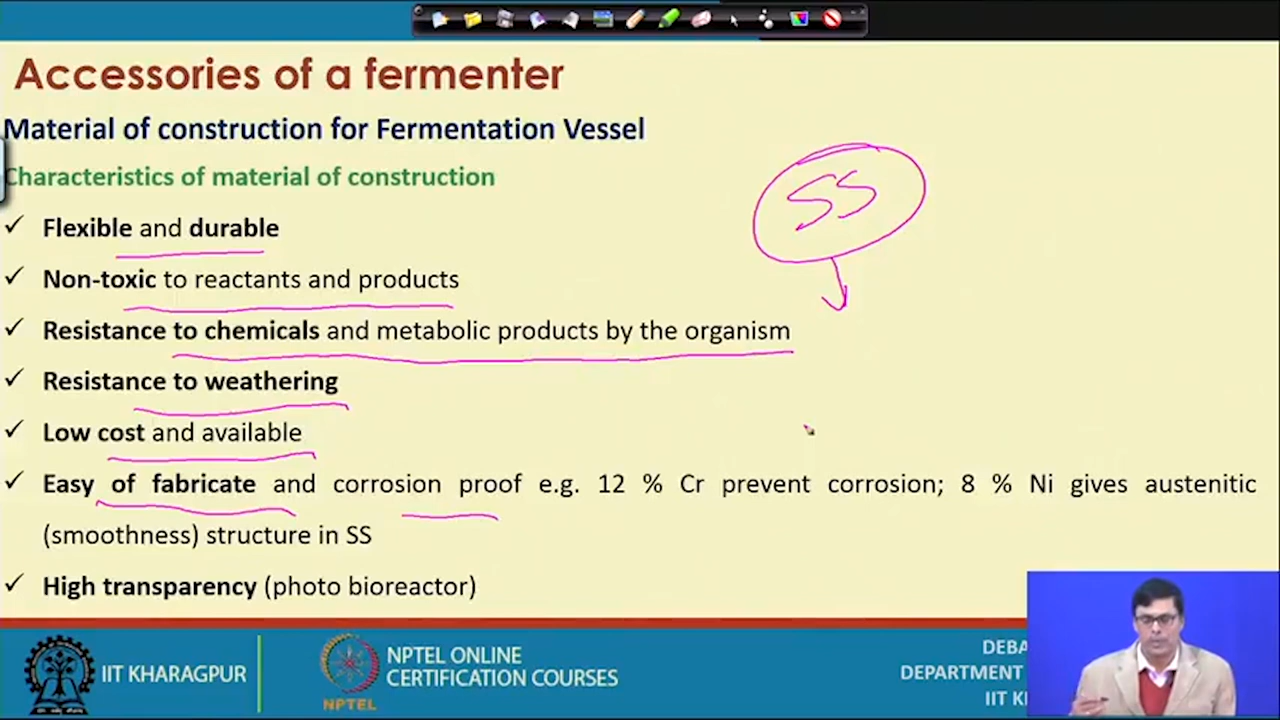 Accessories of a fermenter
Material of construction for Fermentation Vessel
Characteristics of material of construction
SS
✓ Flexible and durable
✓ Non-toxic to reactants and products
✓ Resistance to chemicals and metabolic products by the organism
✓ Resistance to weathering
✓ Low cost and available
✓ Easy of fabricate and corrosion proof e.g. 12 % Cr prevent corrosion; 8 % Ni gives austenitic
(smoothness) structure in SS
✓ High transparency (photo bioreactor)
IIT KHARAGPUR
NPTEL
NPTEL ONLINE
CERTIFICATION COURSES
DEBA
DEPARTMENT
IIT K